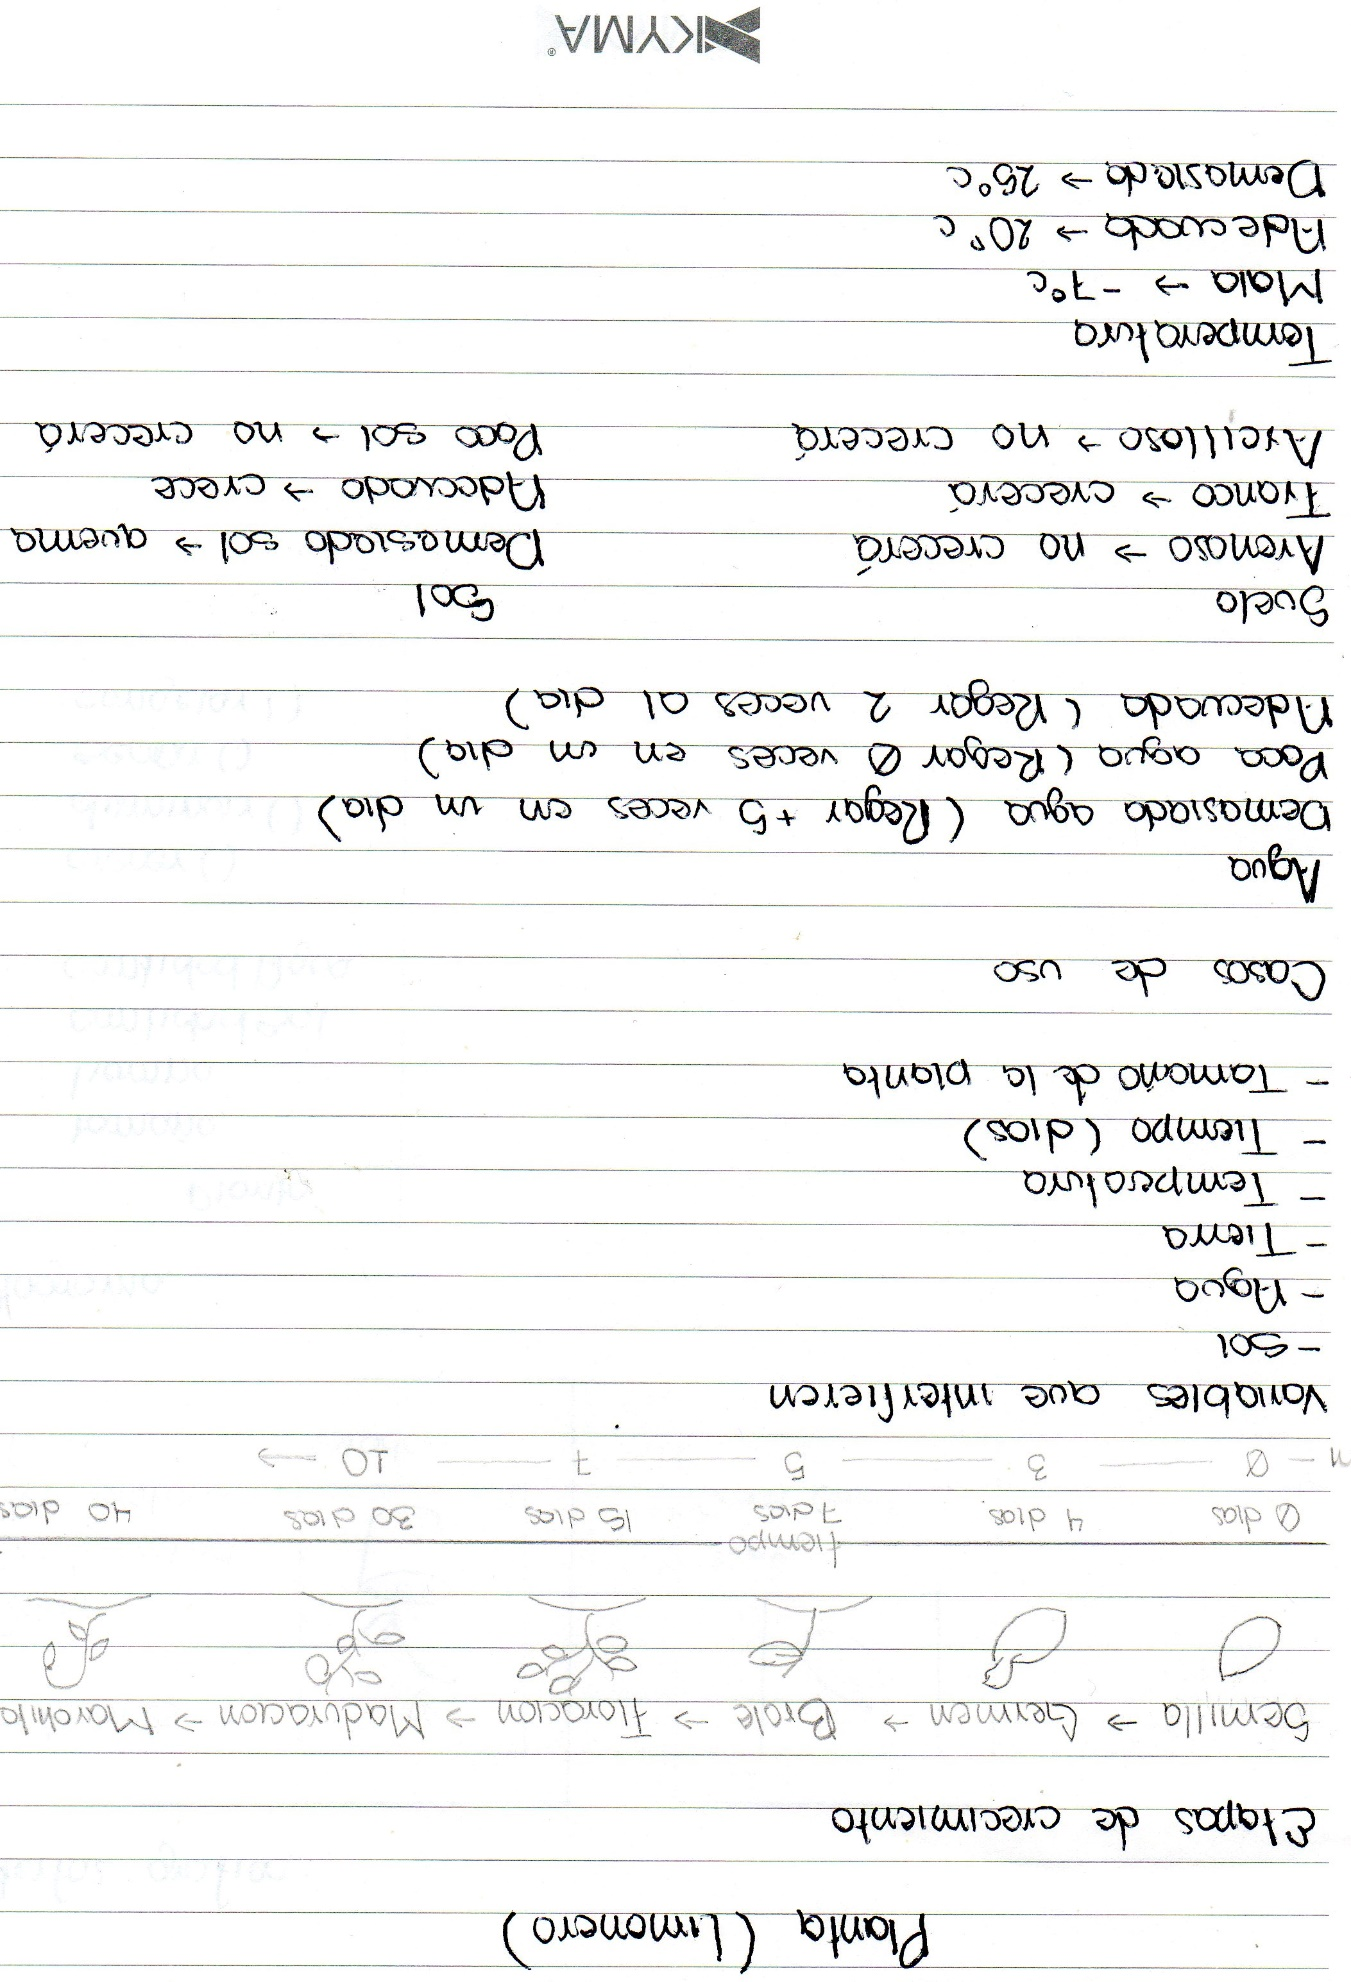 Planta (Limonero)
Etapas de crecimiento
Semilla → Germen → Brote → Floracion → Maduracion → Marchita
tiempo
0 dias 4 dias 7 dias 15 dias 30 dias 40 dias
n - 0 3 5 7 10 →
Variables que interfieren
- Sol
- Agua
- Tierra
- Temperatura
- Tiempo (dias)
- Tamaño de la planta
Casos de uso
Agua
Demasiada agua (Regar +5 veces en un dia)
Poca agua (Regar 0 veces en un dia)
Adecuada (Regar 2 veces al dia)
Suelo Sol
Arenoso → no crecerá Demasiado sol → quema
Franco → crecerá Adecuado → crece
Arcilloso → no crecerá Poco sol → no crecerá
Temperatura
Mala → -7°c
Adecuada → 20°c
Demasiada → 25°c
KYMA®